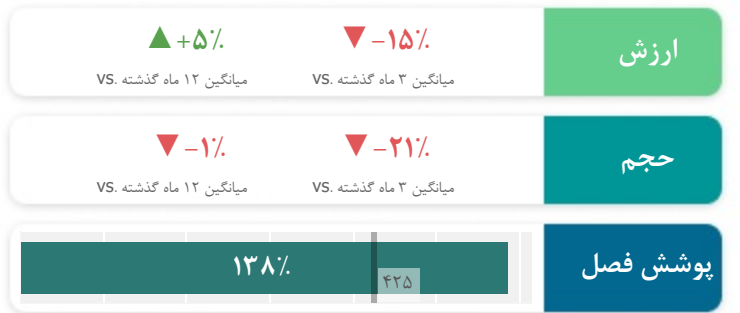 ارزش
▼ -۱۵٪
▲ +۵٪
میانگین ۳ ماه گذشته .VS
میانگین ۱۲ ماه گذشته .VS
حجم
▼ -۲۱٪
▼ -۱٪
میانگین ۳ ماه گذشته .VS
میانگین ۱۲ ماه گذشته .VS
پوشش فصل
۱۳۸٪
۴۲۵